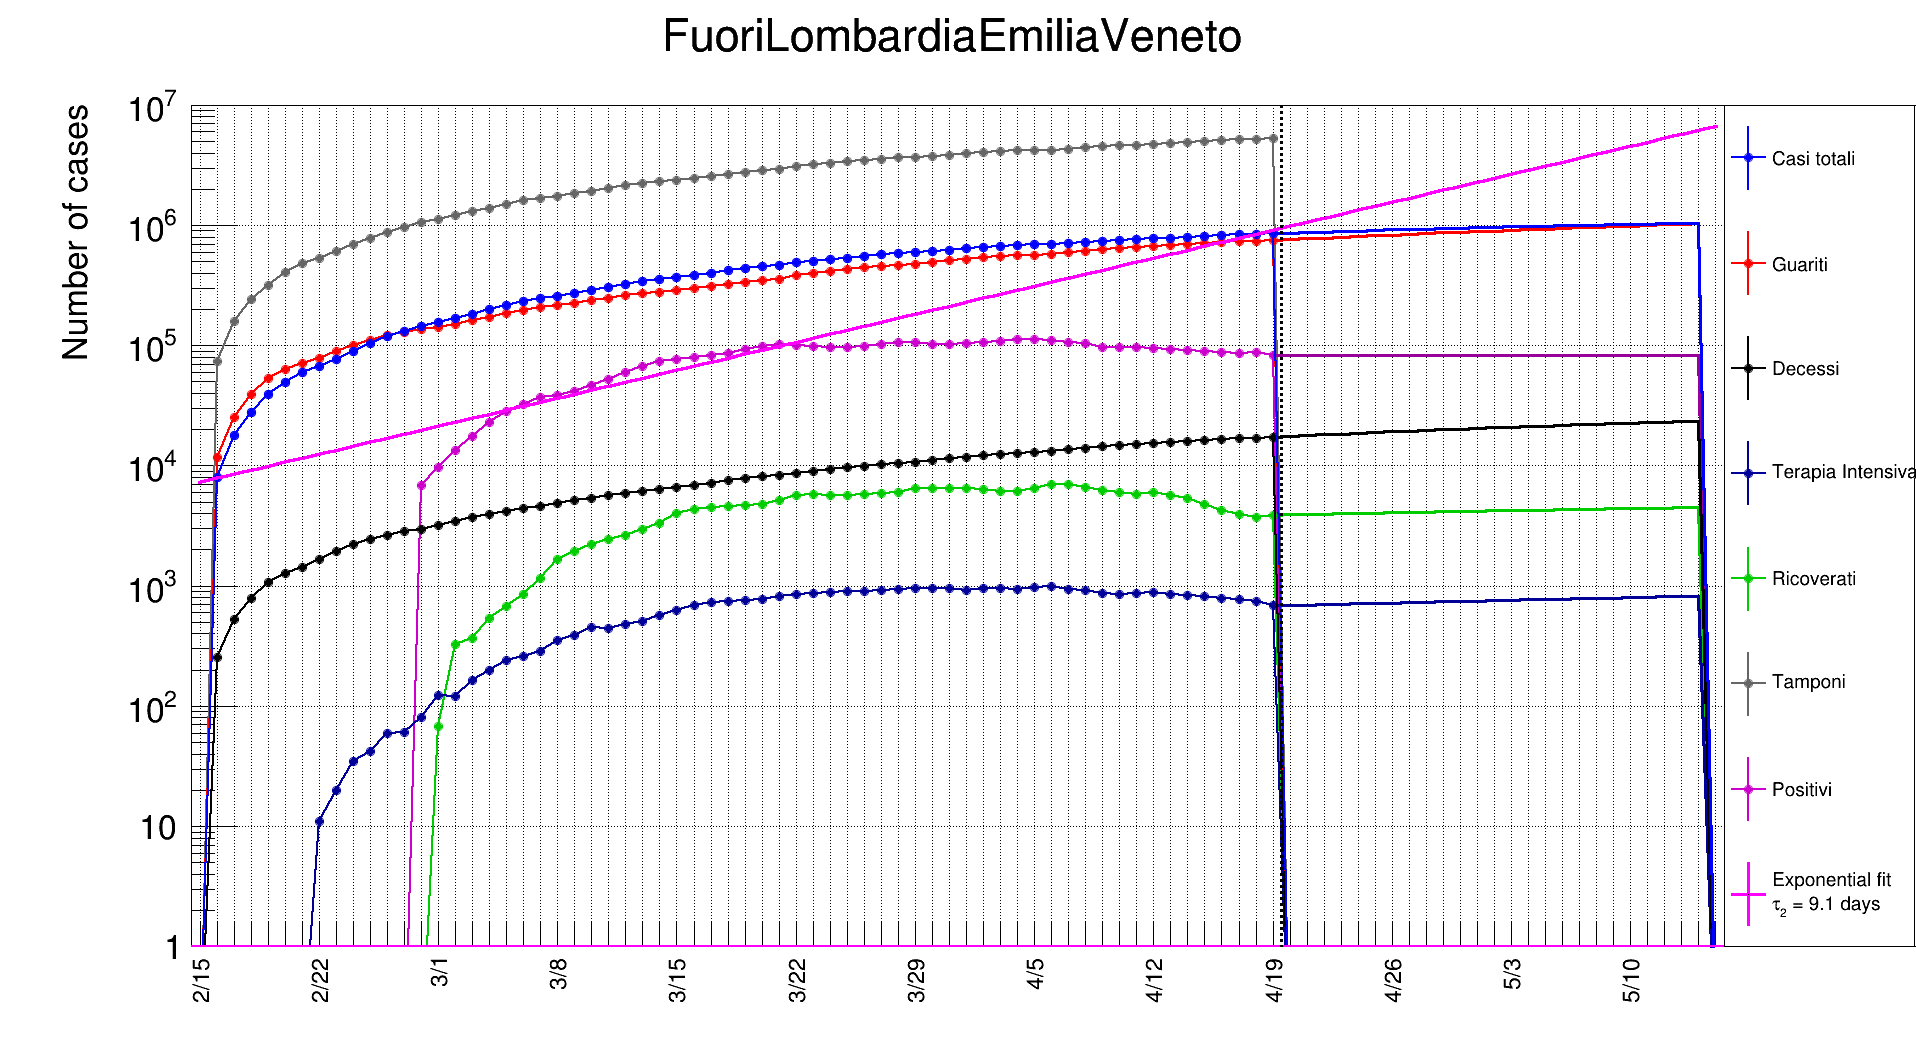 FuoriLombardiaEmiliaVeneto
Number of cases
10^7
10^6
10^5
10^4
10^3
10^2
10
1
2/15
2/22
3/1
3/8
3/15
3/22
3/29
4/5
4/12
4/19
4/26
5/3
5/10
Casi totali
Guariti
Decessi
Terapia Intensiva
Ricoverati
Tamponi
Positivi
Exponential fit
τ₂ = 9.1 days